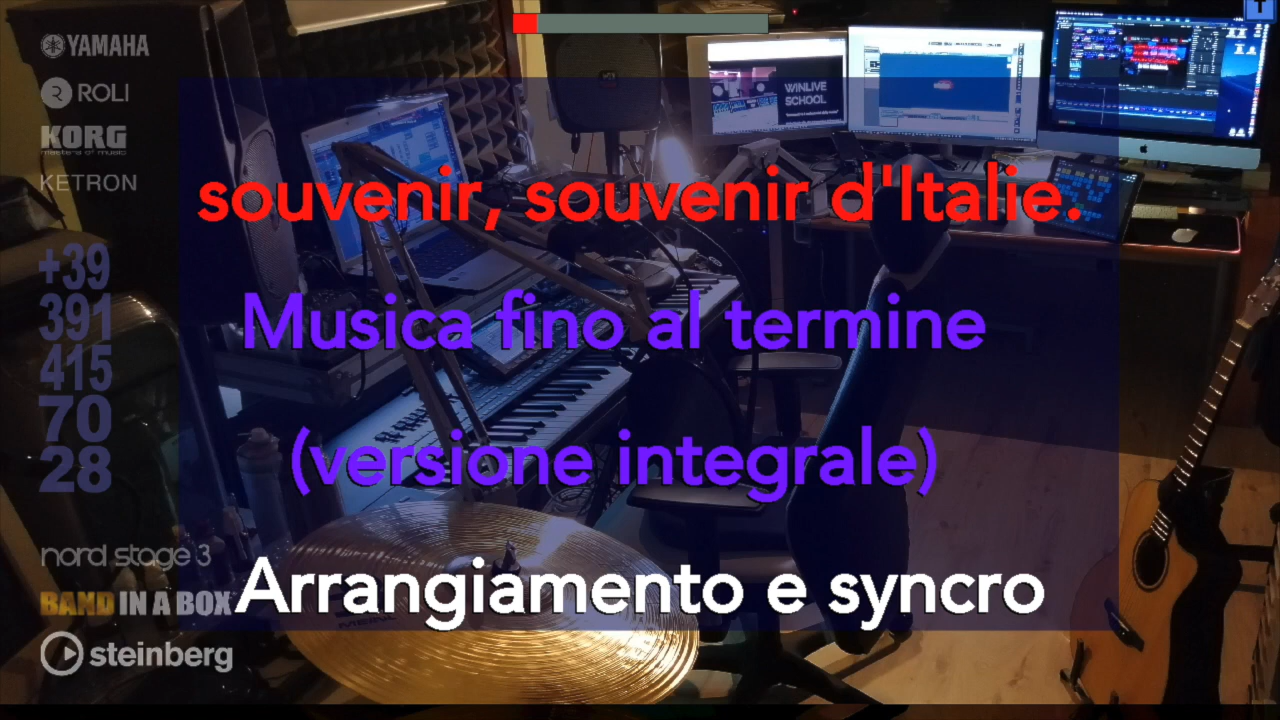 YAMAHA
ROLI
KORG
masters of music
KETRON
+39
391
415
70
28
nord stage 3
BAND IN A BOX
steinberg
T
WINLIVE
SCHOOL
souvenir, souvenir d'Italie.
Musica fino al termine
(versione integrale)
Arrangiamento e syncro
MEINL